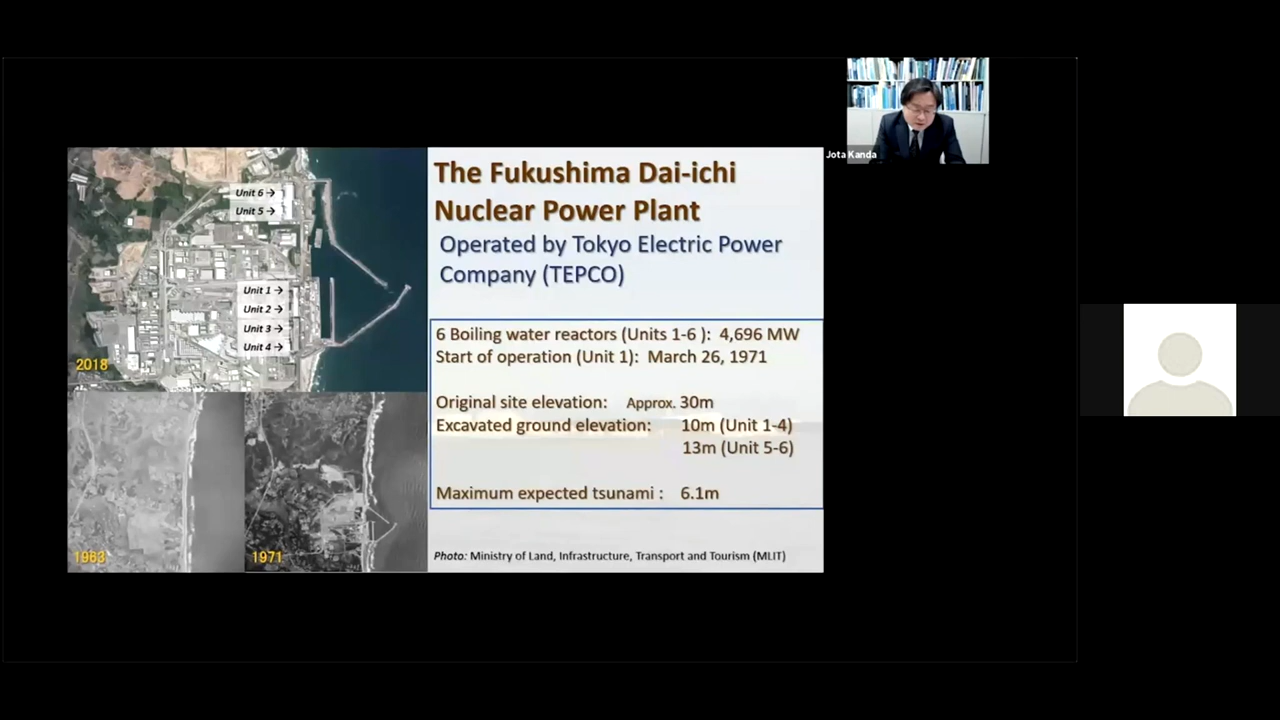 Jota Kanda
The Fukushima Dai-ichi
Nuclear Power Plant
Operated by Tokyo Electric Power
Company (TEPCO)
Unit 6 →
Unit 5 →
Unit 1 →
Unit 2 →
Unit 3 →
Unit 4 →
2018
1963
1971
6 Boiling water reactors (Units 1-6 ): 4,696 MW
Start of operation (Unit 1): March 26, 1971
Original site elevation: Approx. 30m
Excavated ground elevation: 10m (Unit 1-4)
13m (Unit 5-6)
Maximum expected tsunami : 6.1m
Photo: Ministry of Land, Infrastructure, Transport and Tourism (MLIT)